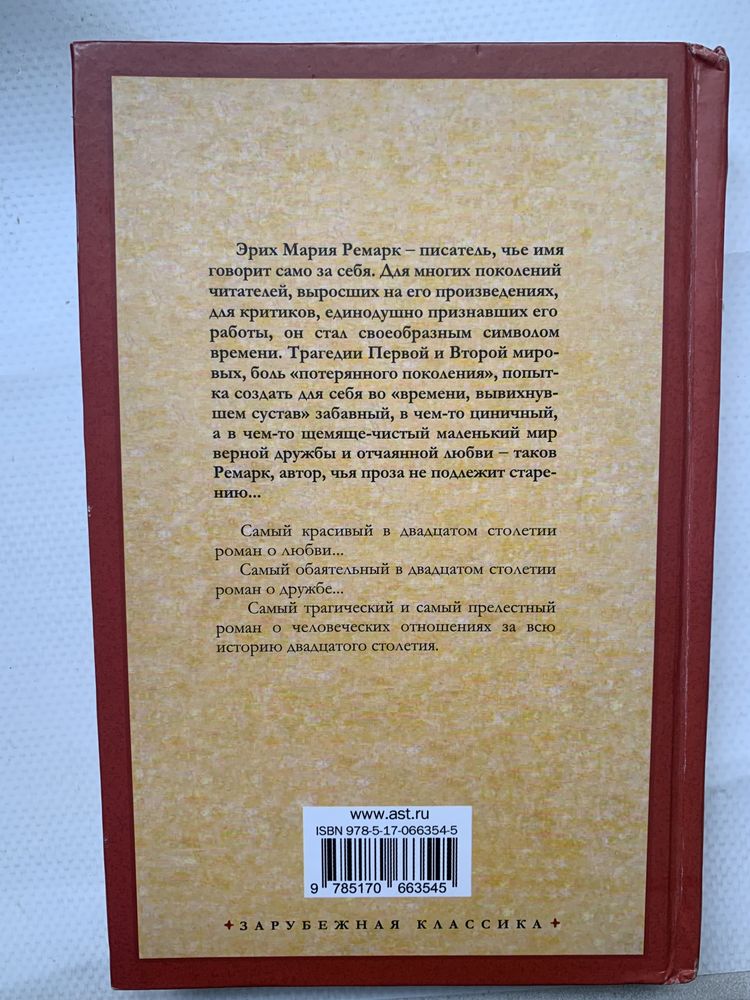 Эрих Мария Ремарк – писатель, чье имя
говорит само за себя. Для многих поколений
читателей, выросших на его произведениях,
для критиков, единодушно признавших его
работы, он стал своеобразным символом
времени. Трагедии Первой и Второй миро-
вых, боль «потерянного поколения», попыт-
ка создать для себя во «времени, вывихнув-
шем сустав» забавный, в чем-то циничный,
а в чем-то щемяще-чистый маленький мир
верной дружбы и отчаянной любви – таков
Ремарк, автор, чья проза не подлежит старе-
нию...
Самый красивый в двадцатом столетии
роман о любви...
Самый обаятельный в двадцатом столетии
роман о дружбе...
Самый трагический и самый прелестный
роман о человеческих отношениях за всю
историю двадцатого столетия.
www.ast.ru
ISBN 978-5-17-066354-5
9 785170 663545
ЗАРУБЕЖНАЯ КЛАССИКА